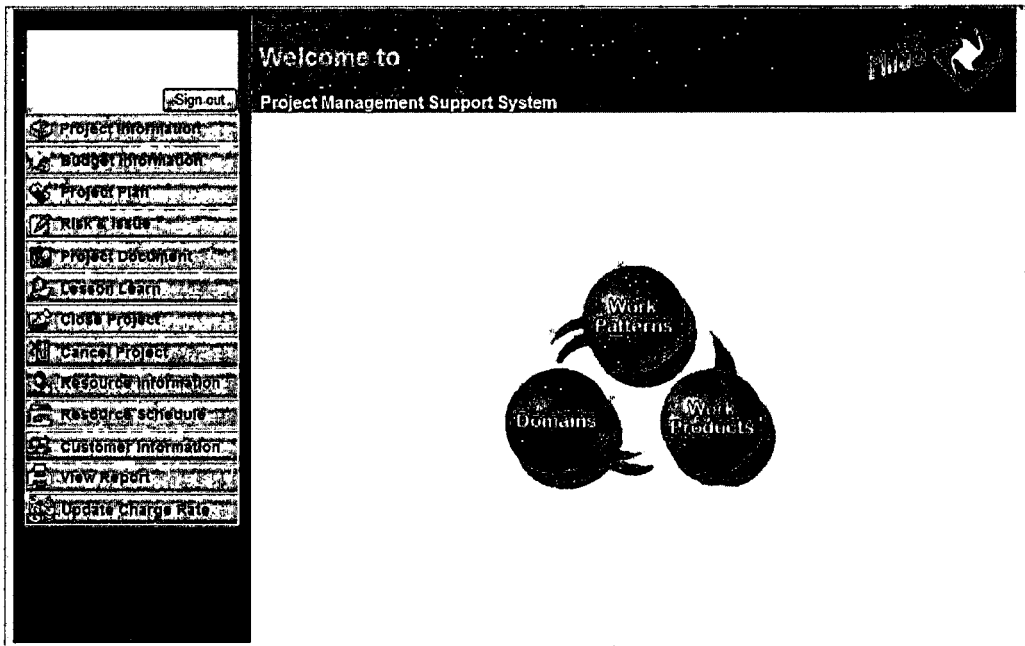 Welcome to
Project Management Support System
Sign out
Project Information
Budget Information
Project Plan
Risk & Issue
Project Document
Lesson Learn
Close Project
Cancel Project
Resource Information
Resource Schedule
Customer Information
View Report
Update Charge Rate
Work
Patterns
Domains
Work
Products